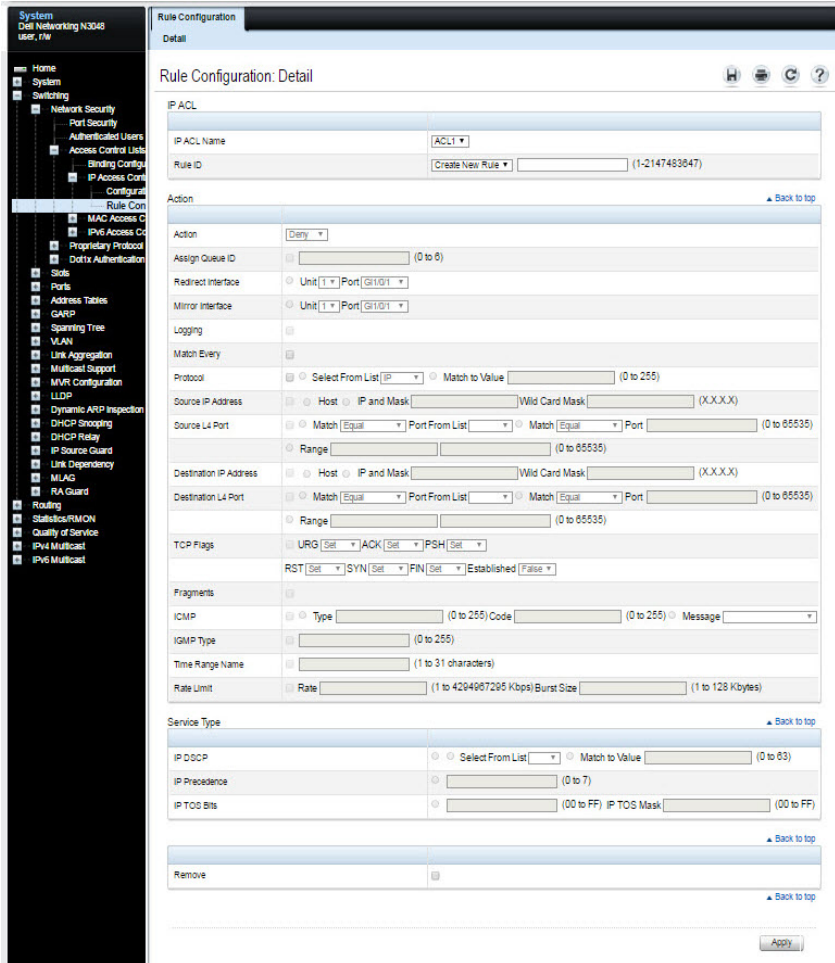 System
Dell Networking N3048
user, r/w
Rule Configuration
Detail
Home
System
Switching
Network Security
Port Security
Authenticated Users
Access Control Lists
Binding Configu
IP Access Cont
Configurat
Rule Con
MAC Access C
IPv6 Access Co
Proprietary Protocol
Dot1x Authentication
Slots
Ports
Address Tables
GARP
Spanning Tree
VLAN
Link Aggregation
Multicast Support
MVR Configuration
LLDP
Dynamic ARP Inspection
DHCP Snooping
DHCP Relay
IP Source Guard
Link Dependency
MLAG
RA Guard
Routing
Statistics/RMON
Quality of Service
IPv4 Multicast
IPv6 Multicast
Rule Configuration: Detail
?
IP ACL
IP ACL Name ACL1
Rule ID Create New Rule (1-2147483647)
Action Back to top
Action Deny
Assign Queue ID (0 to 6)
Redirect Interface Unit 1 Port Gi1/0/1
Mirror Interface Unit 1 Port Gi1/0/1
Logging
Match Every
Protocol Select From List IP Match to Value (0 to 255)
Source IP Address Host IP and Mask Wild Card Mask (X.X.X.X)
Source L4 Port Match Equal Port From List Match Equal Port (0 to 65535)
Range (0 to 65535)
Destination IP Address Host IP and Mask Wild Card Mask (X.X.X.X)
Destination L4 Port Match Equal Port From List Match Equal Port (0 to 65535)
Range (0 to 65535)
TCP Flags URG Set ACK Set PSH Set
RST Set SYN Set FIN Set Established False
Fragments
ICMP Type (0 to 255) Code (0 to 255) Message
IGMP Type (0 to 255)
Time Range Name (1 to 31 characters)
Rate Limit Rate (1 to 4294967295 Kbps) Burst Size (1 to 128 Kbytes)
Service Type Back to top
IP DSCP Select From List Match to Value (0 to 63)
IP Precedence (0 to 7)
IP TOS Bits (00 to FF) IP TOS Mask (00 to FF)
Back to top
Remove
Back to top
Apply